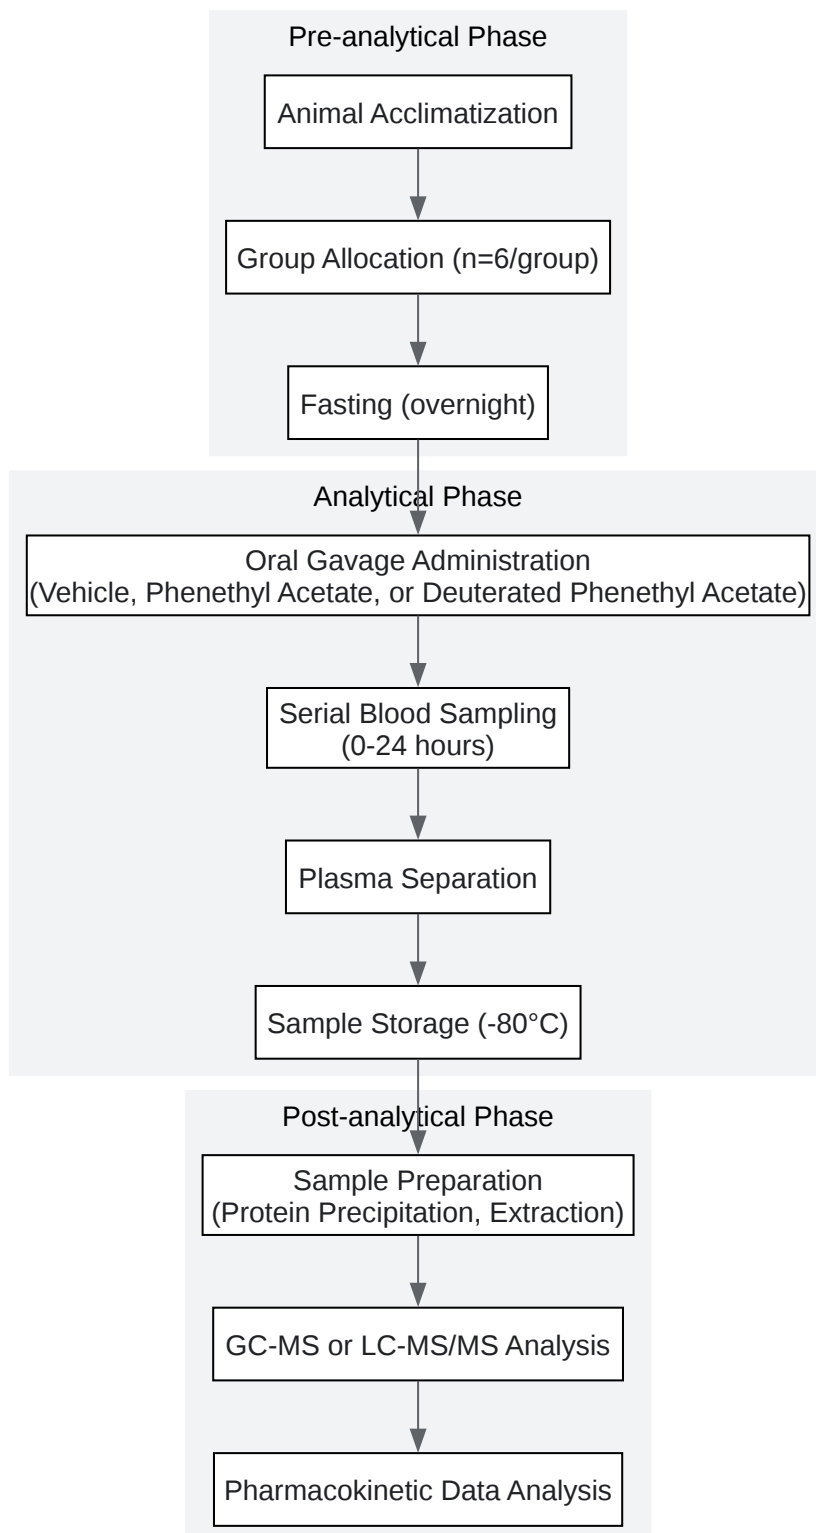 Pre-analytical Phase
Animal Acclimatization
Group Allocation (n=6/group)
Fasting (overnight)
Analytical Phase
Oral Gavage Administration
(Vehicle, Phenethyl Acetate, or Deuterated Phenethyl Acetate)
Serial Blood Sampling
(0-24 hours)
Plasma Separation
Sample Storage (-80°C)
Post-analytical Phase
Sample Preparation
(Protein Precipitation, Extraction)
GC-MS or LC-MS/MS Analysis
Pharmacokinetic Data Analysis